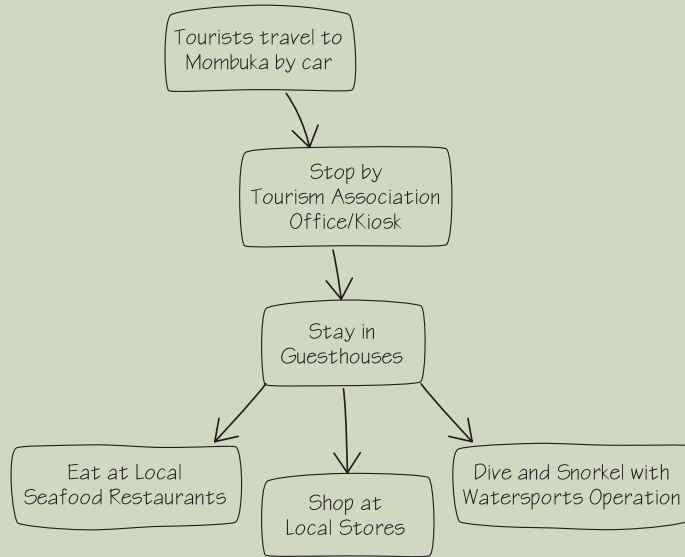 Tourists travel to
Mombuka by car
Stop by
Tourism Association
Office/Kiosk
Stay in
Guesthouses
Eat at Local
Seafood Restaurants
Shop at
Local Stores
Dive and Snorkel with
Watersports Operation